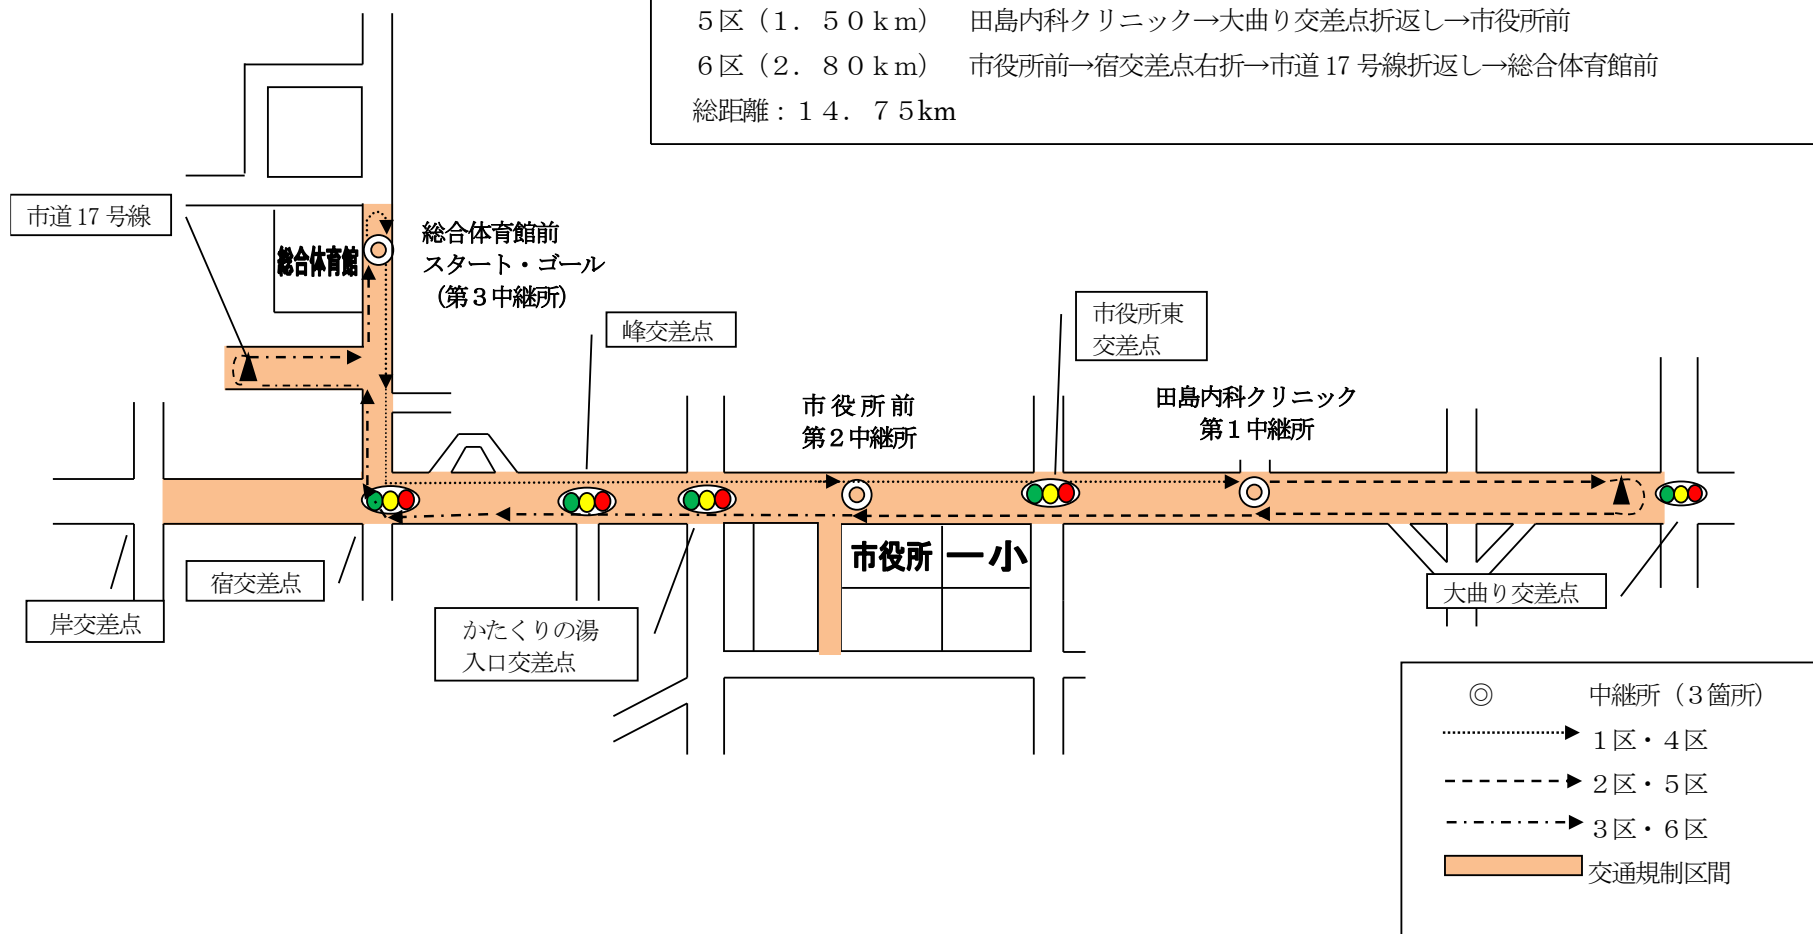 ５区（１．５０ｋｍ）　田島内科クリニック→大曲り交差点折返し→市役所前
６区（２．８０ｋｍ）　市役所前→宿交差点右折→市道17号線折返し→総合体育館前
総距離：１４．７５km
市道17号線
総合体育館
総合体育館前
スタート・ゴール
（第３中継所）
峰交差点
市役所東
交差点
市役所前
第２中継所
田島内科クリニック
第１中継所
市役所
一小
宿交差点
岸交差点
かたくりの湯
入口交差点
大曲り交差点
◎　中継所（３箇所）
１区・４区
２区・５区
３区・６区
交通規制区間